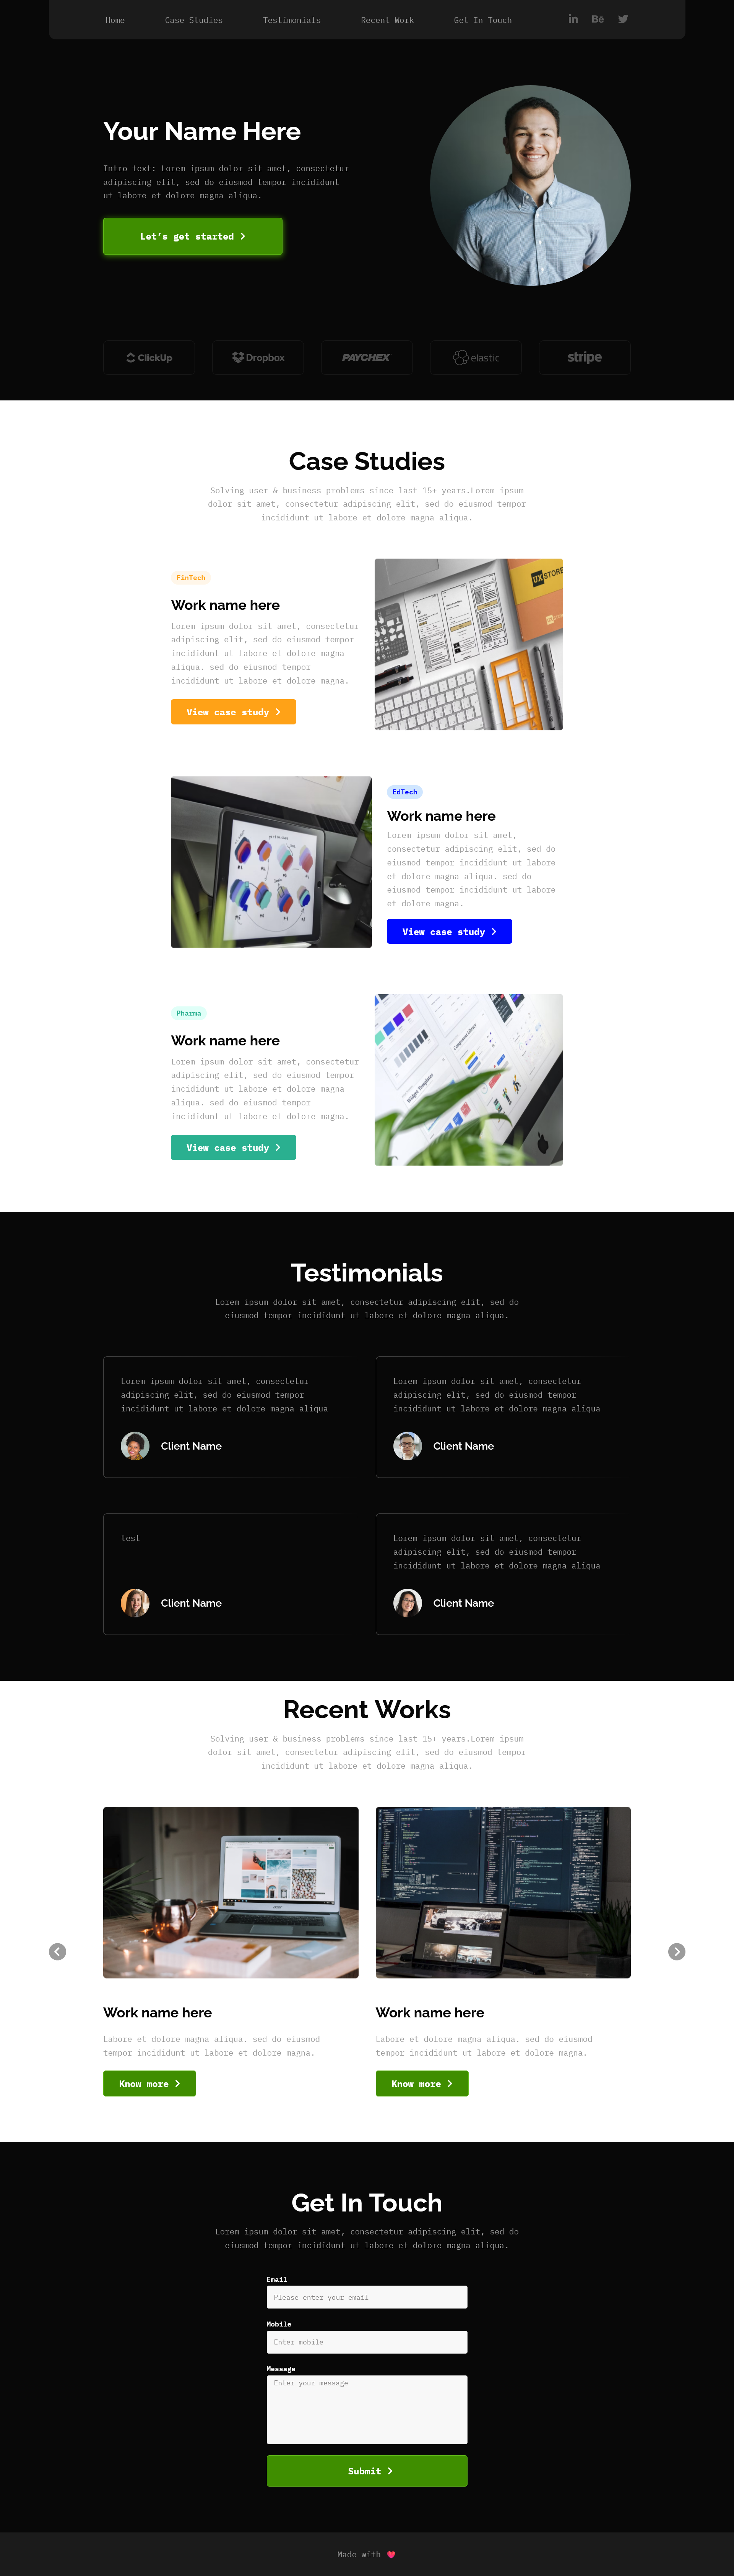 Home Case Studies Testimonials Recent Work Get In Touch in Bē
Your Name Here
Intro text: Lorem ipsum dolor sit amet, consectetur
adipiscing elit, sed do eiusmod tempor incididunt
ut labore et dolore magna aliqua.
Let’s get started
ClickUp Dropbox PAYCHEX elastic stripe
Case Studies
Solving user & business problems since last 15+ years.Lorem ipsum
dolor sit amet, consectetur adipiscing elit, sed do eiusmod tempor
incididunt ut labore et dolore magna aliqua.
FinTech
Work name here
Lorem ipsum dolor sit amet, consectetur
adipiscing elit, sed do eiusmod tempor
incididunt ut labore et dolore magna
aliqua. sed do eiusmod tempor
incididunt ut labore et dolore magna.
View case study
UX STORE
EdTech
Work name here
Lorem ipsum dolor sit amet,
consectetur adipiscing elit, sed do
eiusmod tempor incididunt ut labore
et dolore magna aliqua. sed do
eiusmod tempor incididunt ut labore
et dolore magna.
View case study
Pharma
Work name here
Lorem ipsum dolor sit amet, consectetur
adipiscing elit, sed do eiusmod tempor
incididunt ut labore et dolore magna
aliqua. sed do eiusmod tempor
incididunt ut labore et dolore magna.
View case study
Component Library
Widget Templates
Testimonials
Lorem ipsum dolor sit amet, consectetur adipiscing elit, sed do
eiusmod tempor incididunt ut labore et dolore magna aliqua.
Lorem ipsum dolor sit amet, consectetur
adipiscing elit, sed do eiusmod tempor
incididunt ut labore et dolore magna aliqua
Client Name
Lorem ipsum dolor sit amet, consectetur
adipiscing elit, sed do eiusmod tempor
incididunt ut labore et dolore magna aliqua
Client Name
test
Client Name
Lorem ipsum dolor sit amet, consectetur
adipiscing elit, sed do eiusmod tempor
incididunt ut labore et dolore magna aliqua
Client Name
Recent Works
Solving user & business problems since last 15+ years.Lorem ipsum
dolor sit amet, consectetur adipiscing elit, sed do eiusmod tempor
incididunt ut labore et dolore magna aliqua.
Work name here
Labore et dolore magna aliqua. sed do eiusmod
tempor incididunt ut labore et dolore magna.
Know more
Work name here
Labore et dolore magna aliqua. sed do eiusmod
tempor incididunt ut labore et dolore magna.
Know more
Get In Touch
Lorem ipsum dolor sit amet, consectetur adipiscing elit, sed do
eiusmod tempor incididunt ut labore et dolore magna aliqua.
Email
Please enter your email
Mobile
Enter mobile
Message
Enter your message
Submit
Made with